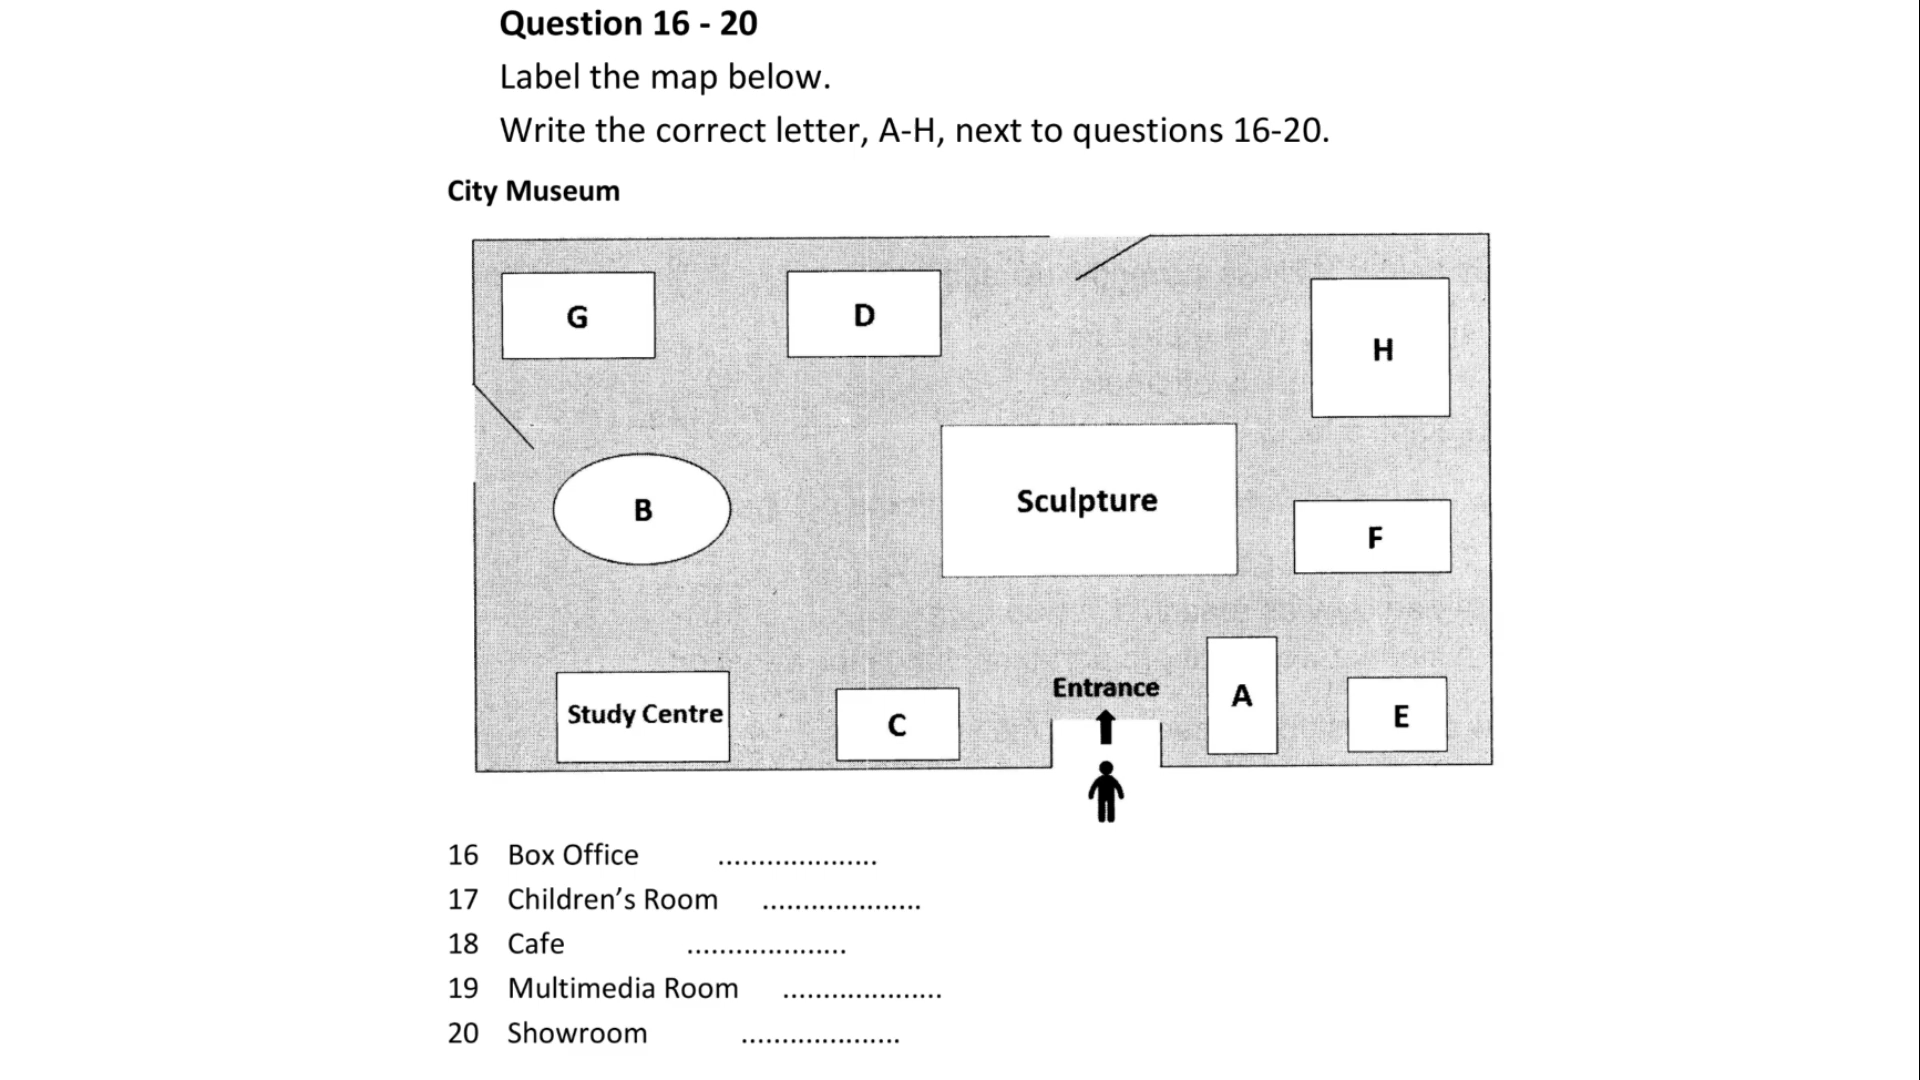 Question 16 - 20
Label the map below.
Write the correct letter, A-H, next to questions 16-20.
City Museum
G
D
H
B
Sculpture
F
Entrance
A
Study Centre
C
E
16 Box Office ....................
17 Children’s Room ....................
18 Cafe ....................
19 Multimedia Room ....................
20 Showroom ....................